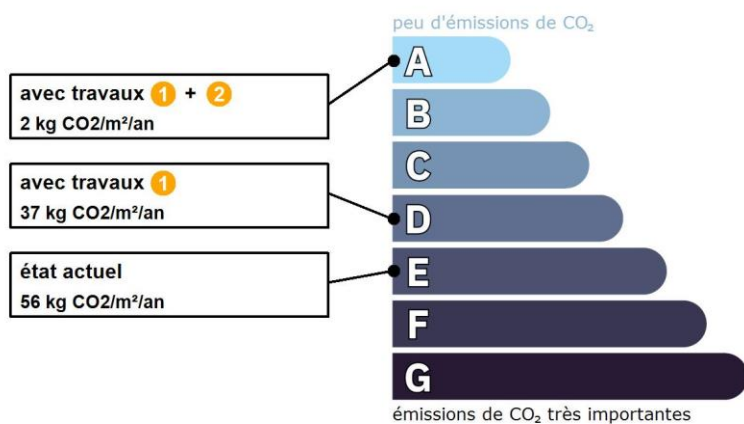 peu d'émissions de CO₂
A
avec travaux 1 + 2
2 kg CO2/m²/an
B
C
avec travaux 1
37 kg CO2/m²/an
D
état actuel
56 kg CO2/m²/an
E
F
G
émissions de CO₂ très importantes